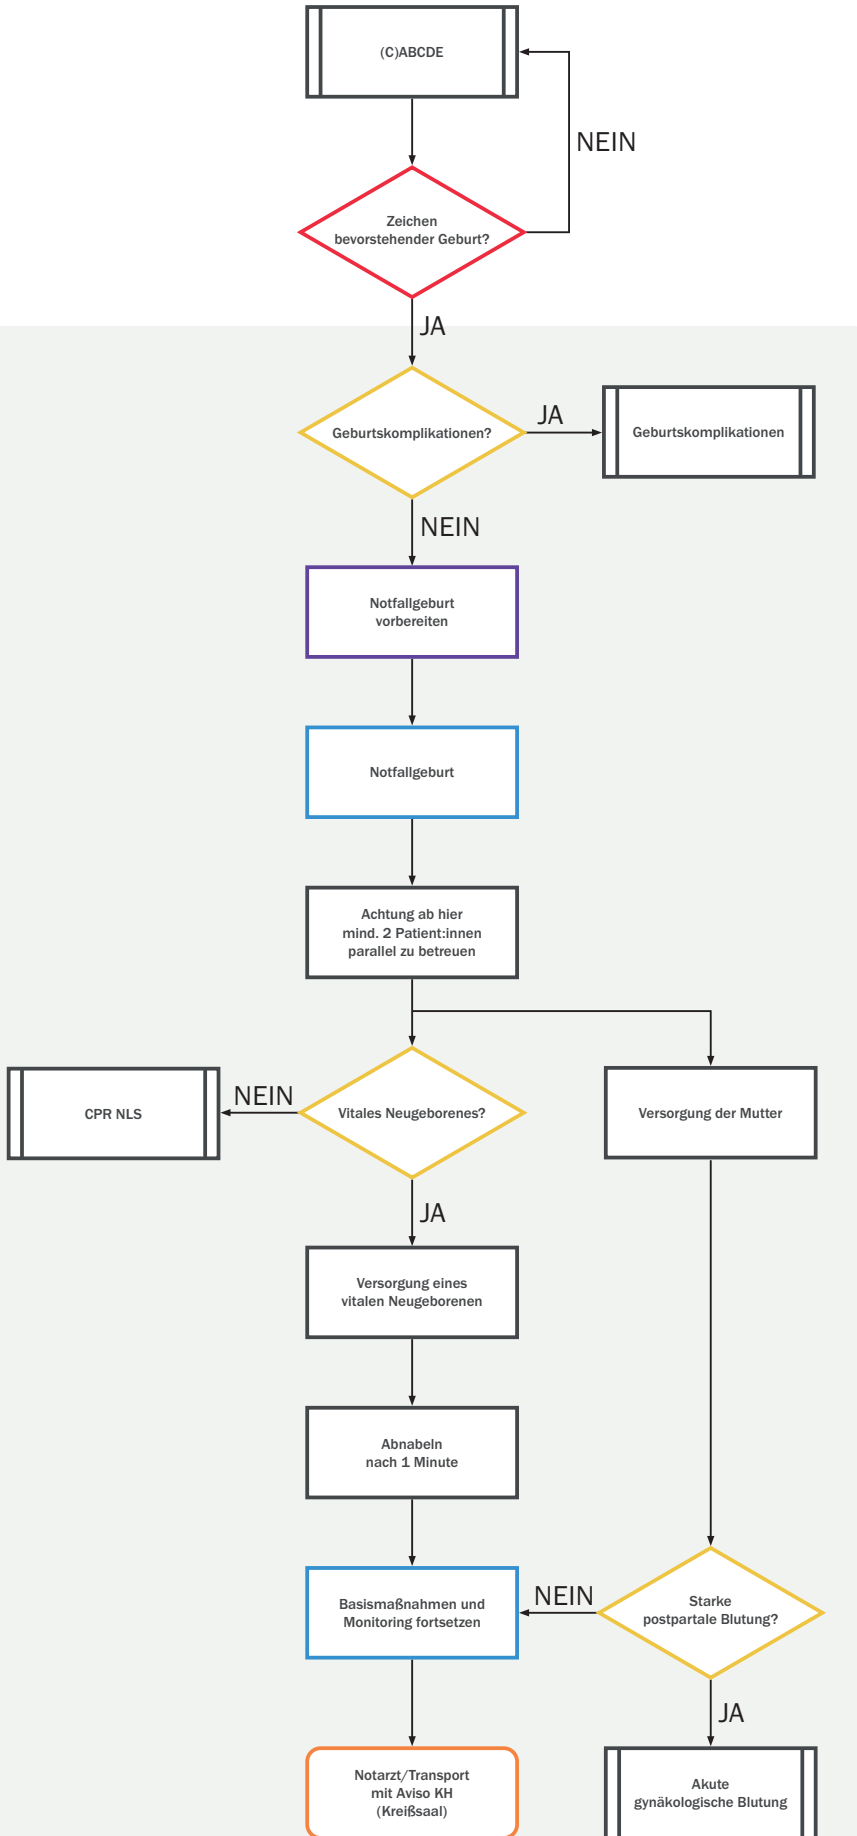 (C)ABCDE
NEIN
Zeichen
bevorstehender Geburt?
JA
Geburtskomplikationen?
JA
Geburtskomplikationen
NEIN
Notfallgeburt
vorbereiten
Notfallgeburt
Achtung ab hier
mind. 2 Patient:innen
parallel zu betreuen
CPR NLS
NEIN
Vitales Neugeborenes?
Versorgung der Mutter
JA
Versorgung eines
vitalen Neugeborenen
Abnabeln
nach 1 Minute
Basismaßnahmen und
Monitoring fortsetzen
NEIN
Starke
postpartale Blutung?
JA
Notarzt/Transport
mit Aviso KH
(Kreißsaal)
Akute
gynäkologische Blutung